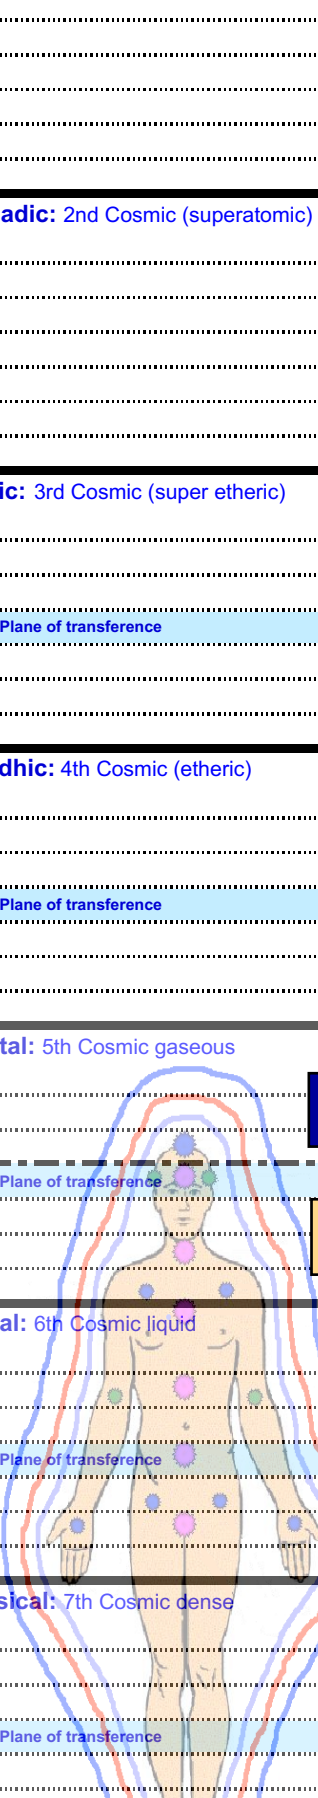 adic: 2nd Cosmic (superatomic)
ic: 3rd Cosmic (super etheric)
Plane of transference
dhic: 4th Cosmic (etheric)
Plane of transference
tal: 5th Cosmic gaseous
Plane of transference
al: 6th Cosmic liquid
Plane of transference
sical: 7th Cosmic dense
Plane of transference